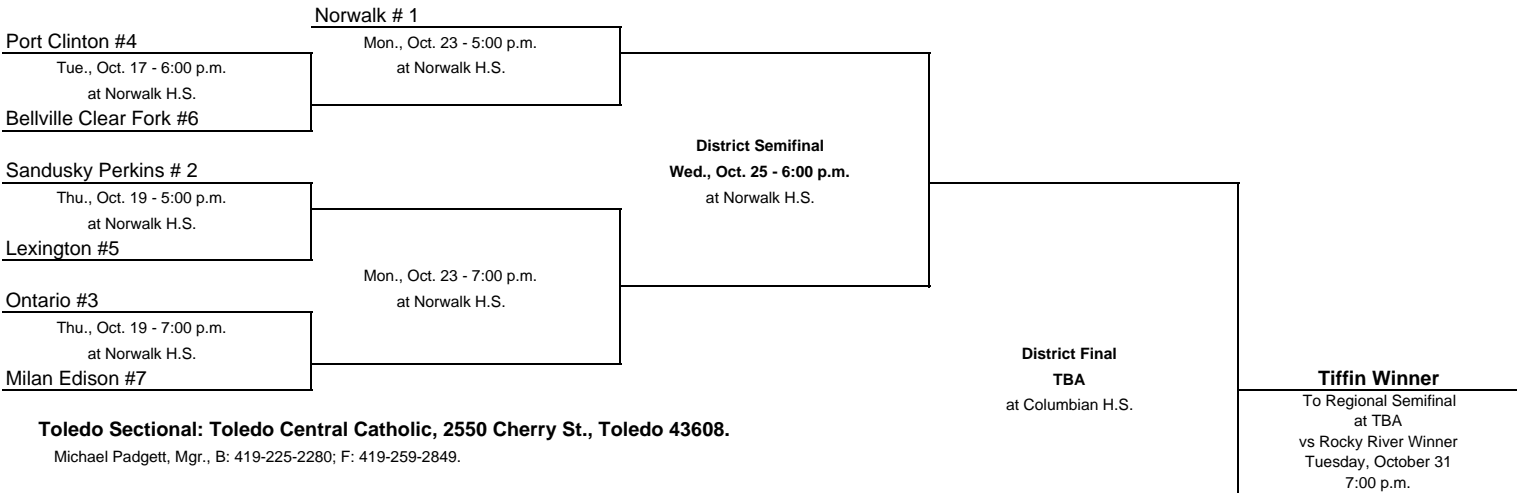 Norwalk # 1
Port Clinton #4
Mon., Oct. 23 - 5:00 p.m.
Tue., Oct. 17 - 6:00 p.m.
at Norwalk H.S.
at Norwalk H.S.
Bellville Clear Fork #6
District Semifinal
Sandusky Perkins # 2
Wed., Oct. 25 - 6:00 p.m.
Thu., Oct. 19 - 5:00 p.m.
at Norwalk H.S.
at Norwalk H.S.
Lexington #5
Mon., Oct. 23 - 7:00 p.m.
Ontario #3
at Norwalk H.S.
Thu., Oct. 19 - 7:00 p.m.
at Norwalk H.S.
District Final
Milan Edison #7
TBA
Tiffin Winner
at Columbian H.S.
To Regional Semifinal
at TBA
vs Rocky River Winner
Tuesday, October 31
7:00 p.m.
Toledo Sectional: Toledo Central Catholic, 2550 Cherry St., Toledo 43608.
Michael Padgett, Mgr., B: 419-225-2280; F: 419-259-2849.